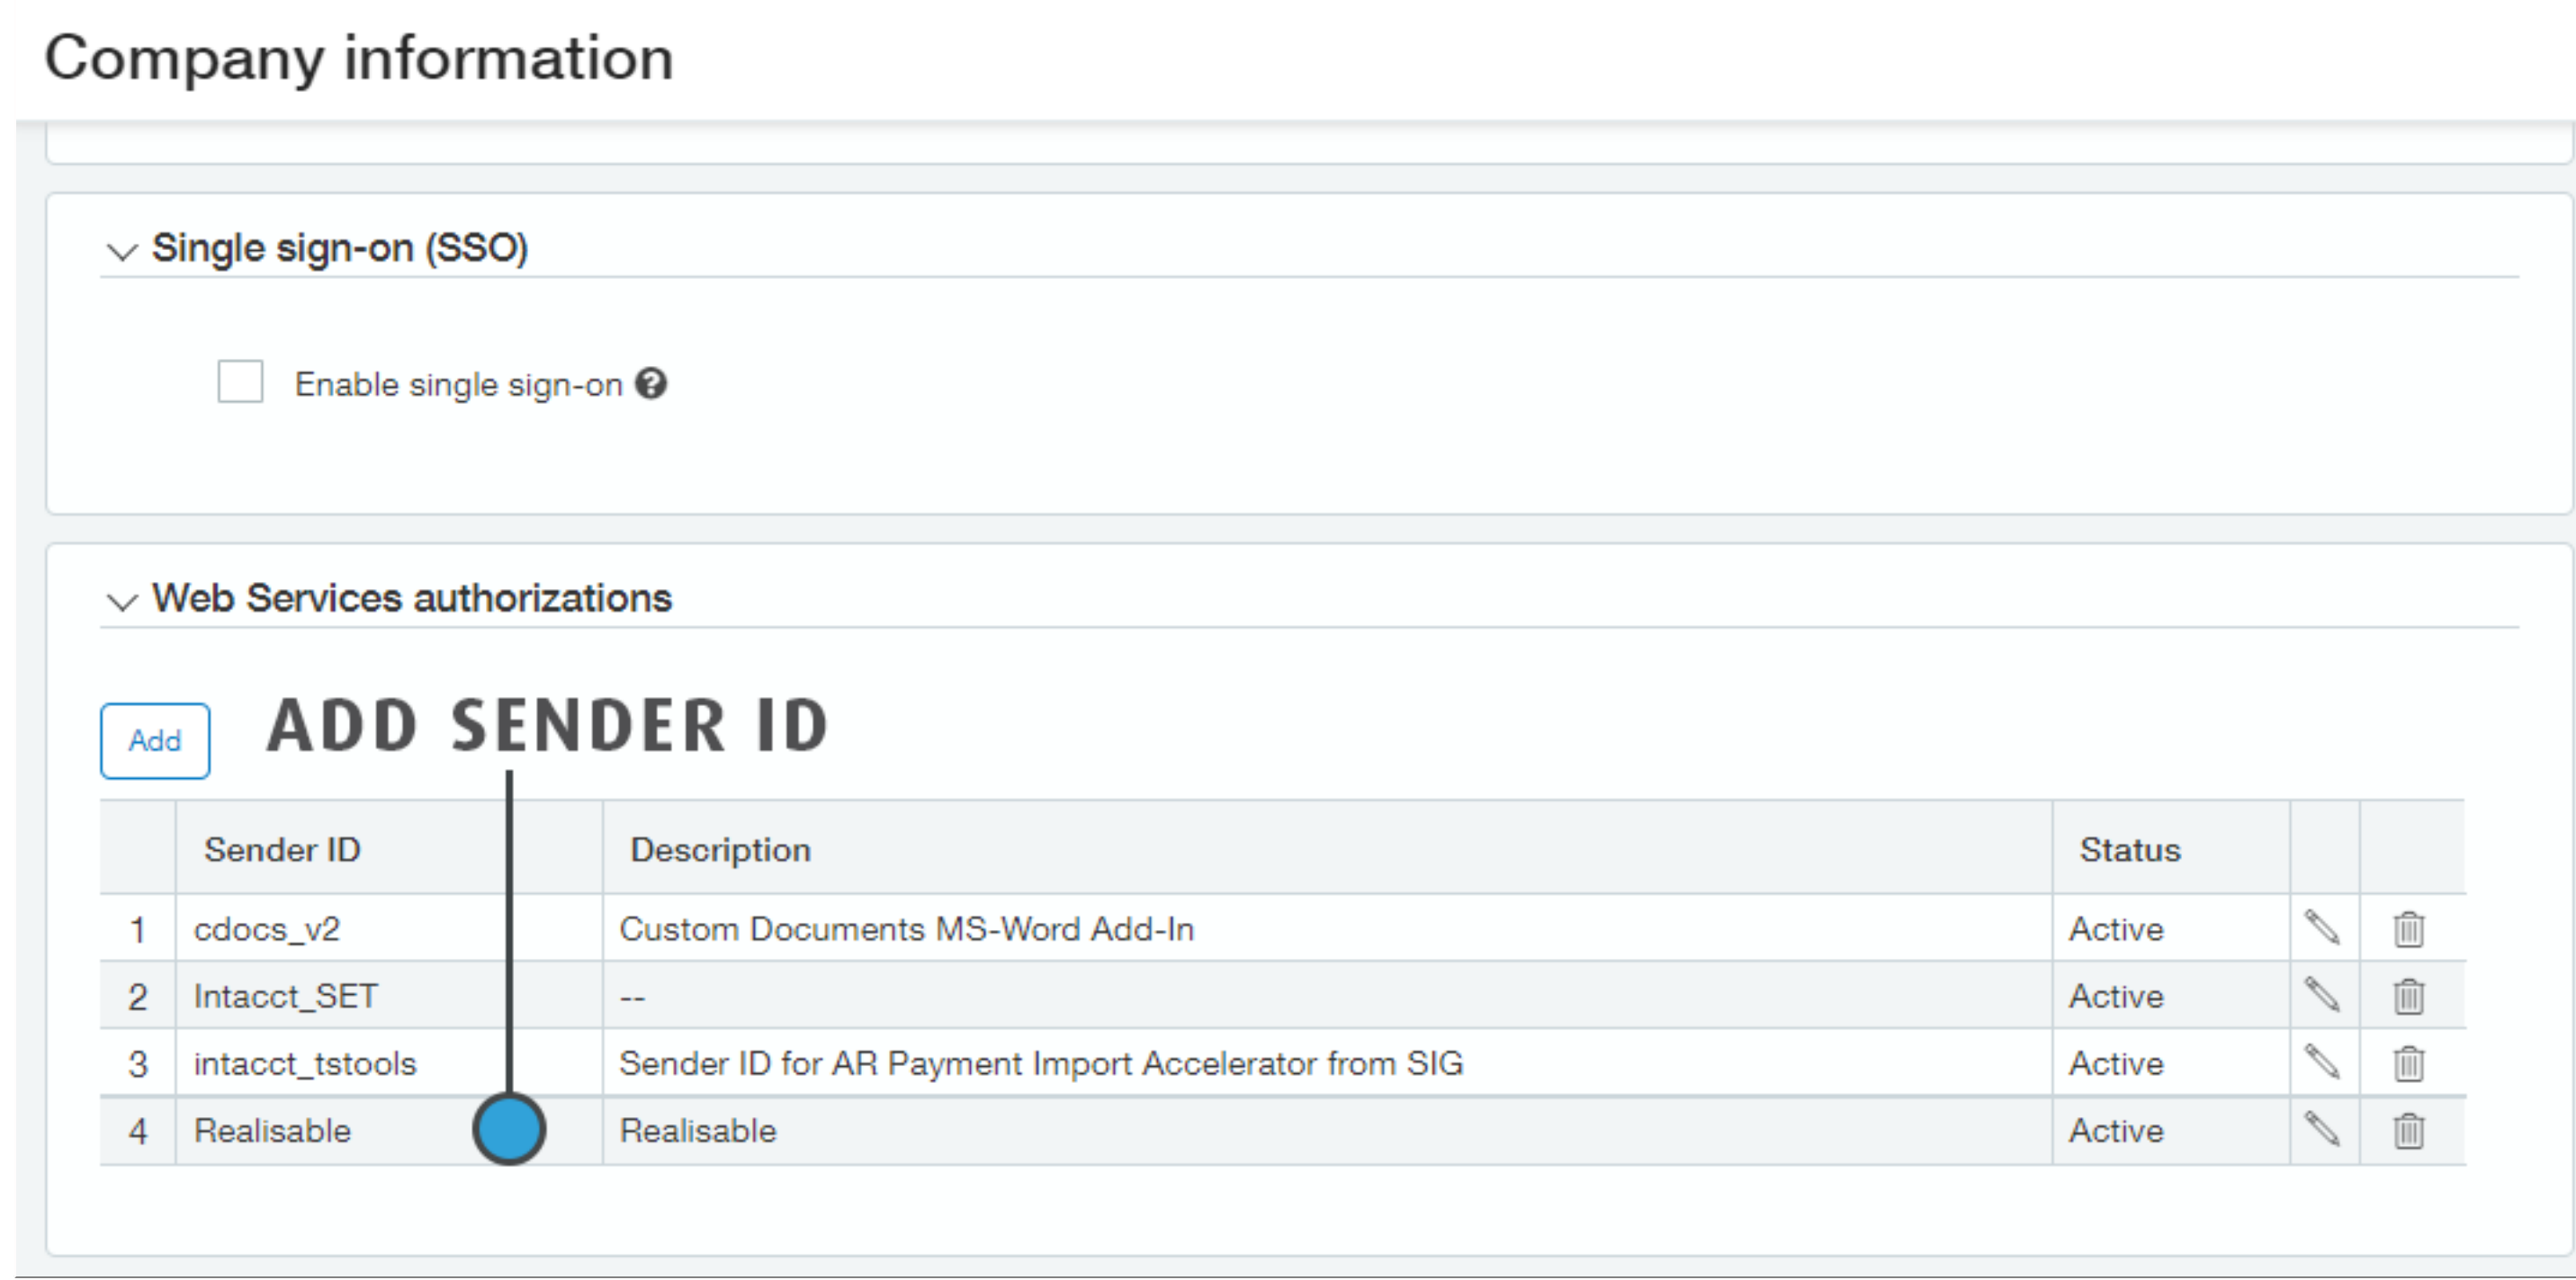 Company information
Single sign-on (SSO)
Enable single sign-on ?
Web Services authorizations
Add ADD SENDER ID
Sender ID Description Status
1 cdocs_v2 Custom Documents MS-Word Add-In Active
2 Intacct_SET -- Active
3 intacct_tstools Sender ID for AR Payment Import Accelerator from SIG Active
4 Realisable Realisable Active